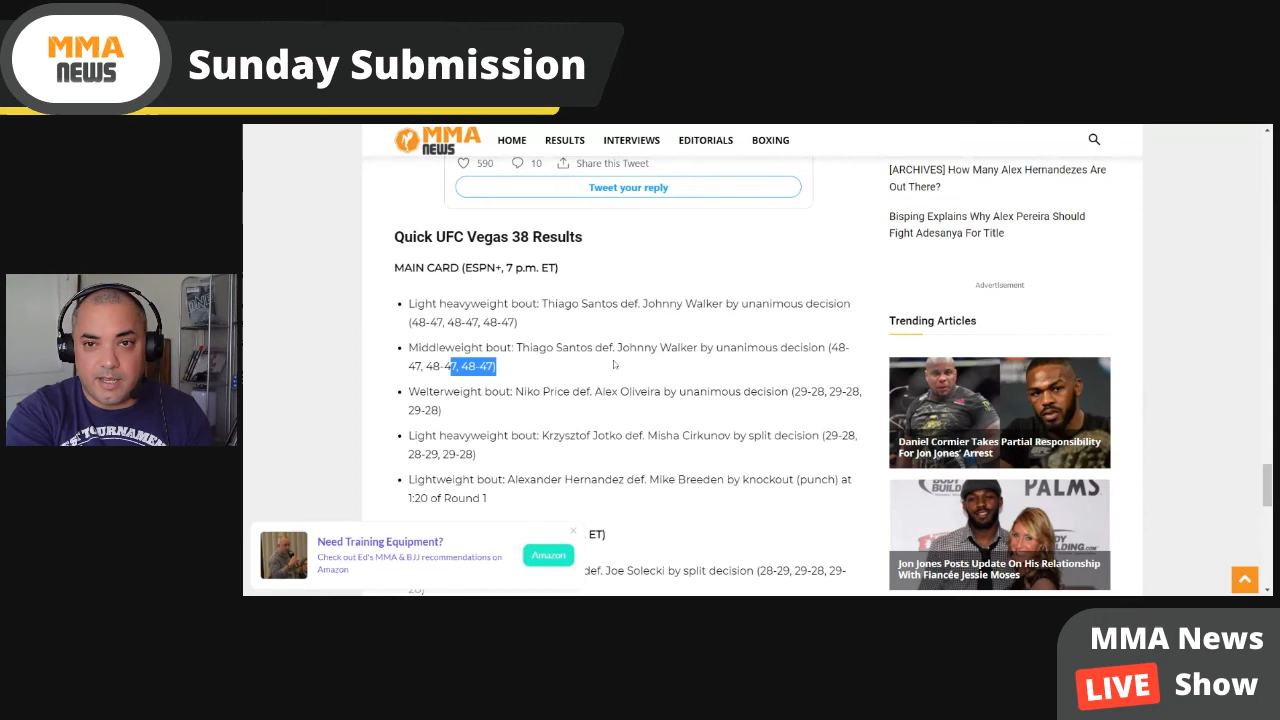 MMA
NEWS
Sunday Submission
MMA
NEWS
HOME
RESULTS
INTERVIEWS
EDITORIALS
BOXING
590
10
Share this Tweet
Tweet your reply
Quick UFC Vegas 38 Results
MAIN CARD (ESPN+, 7 p.m. ET)
• Light heavyweight bout: Thiago Santos def. Johnny Walker by unanimous decision
(48-47, 48-47, 48-47)
• Middleweight bout: Thiago Santos def. Johnny Walker by unanimous decision (48-
47, 48-47, 48-47)
• Welterweight bout: Niko Price def. Alex Oliveira by unanimous decision (29-28, 29-28,
29-28)
• Light heavyweight bout: Krzysztof Jotko def. Misha Cirkunov by split decision (29-28,
28-29, 29-28)
• Lightweight bout: Alexander Hernandez def. Mike Breeden by knockout (punch) at
1:20 of Round 1
ET)
def. Joe Solecki by split decision (28-29, 29-28, 29-
28)
Need Training Equipment?
Check out Ed's MMA & BJJ recommendations on
Amazon
Amazon
[ARCHIVES] How Many Alex Hernandezes Are
Out There?
Bisping Explains Why Alex Pereira Should
Fight Adesanya For Title
Advertisement
Trending Articles
Daniel Cormier Takes Partial Responsibility
For Jon Jones' Arrest
PALMS
Jon Jones Posts Update On His Relationship
With Fiancée Jessie Moses
MMA News
LIVE Show